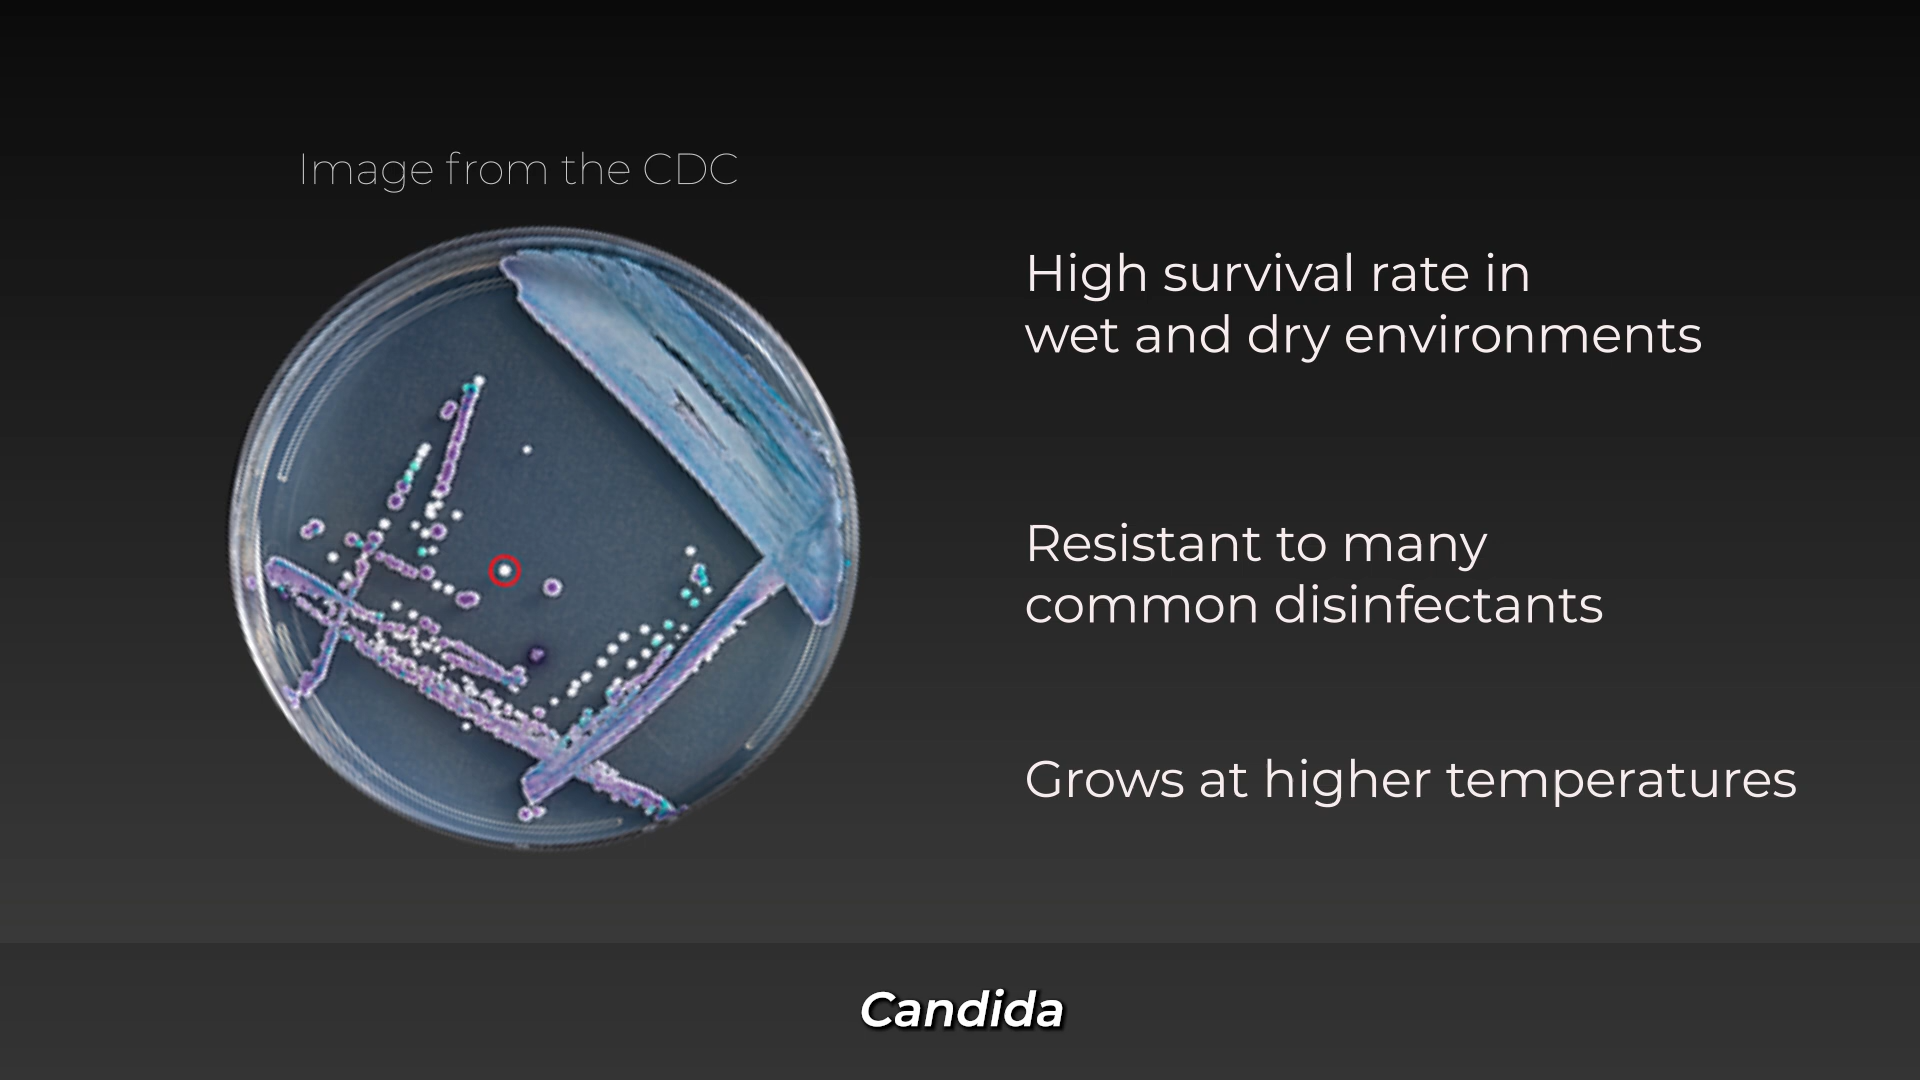 Image from the CDC
High survival rate in
wet and dry environments
Resistant to many
common disinfectants
Grows at higher temperatures
Candida